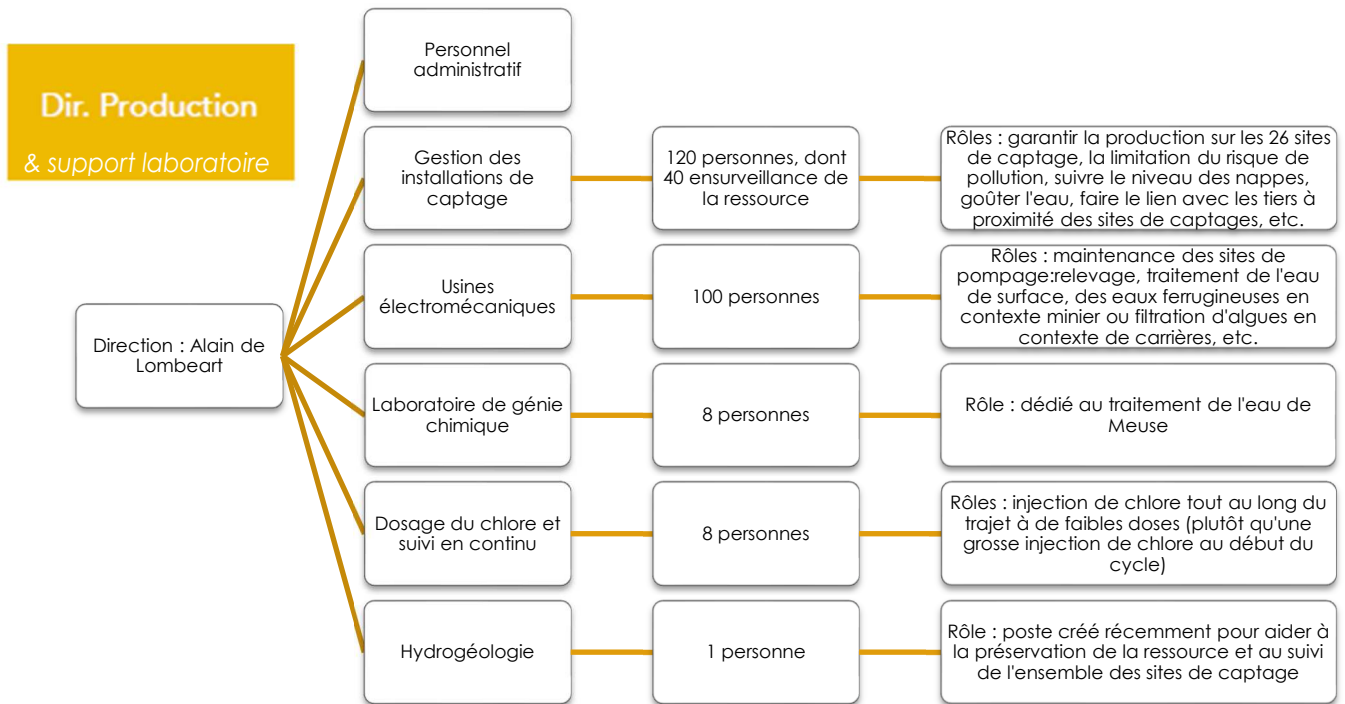 Dir. Production
& support laboratoire
Direction : Alain de
Lombeart
Personnel
administratif
Gestion des
installations de
captage
120 personnes, dont
40 ensurveillance de
la ressource
Rôles : garantir la production sur les 26 sites
de captage, la limitation du risque de
pollution, suivre le niveau des nappes,
goûter l'eau, faire le lien avec les tiers à
proximité des sites de captages, etc.
Usines
électromécaniques
100 personnes
Rôles : maintenance des sites de
pompage:relevage, traitement de l'eau
de surface, des eaux ferrugineuses en
contexte minier ou filtration d'algues en
contexte de carrières, etc.
Laboratoire de génie
chimique
8 personnes
Rôle : dédié au traitement de l'eau de
Meuse
Dosage du chlore et
suivi en continu
8 personnes
Rôles : injection de chlore tout au long du
trajet à de faibles doses (plutôt qu'une
grosse injection de chlore au début du
cycle)
Hydrogéologie
1 personne
Rôle : poste créé récemment pour aider à
la préservation de la ressource et au suivi
de l'ensemble des sites de captage